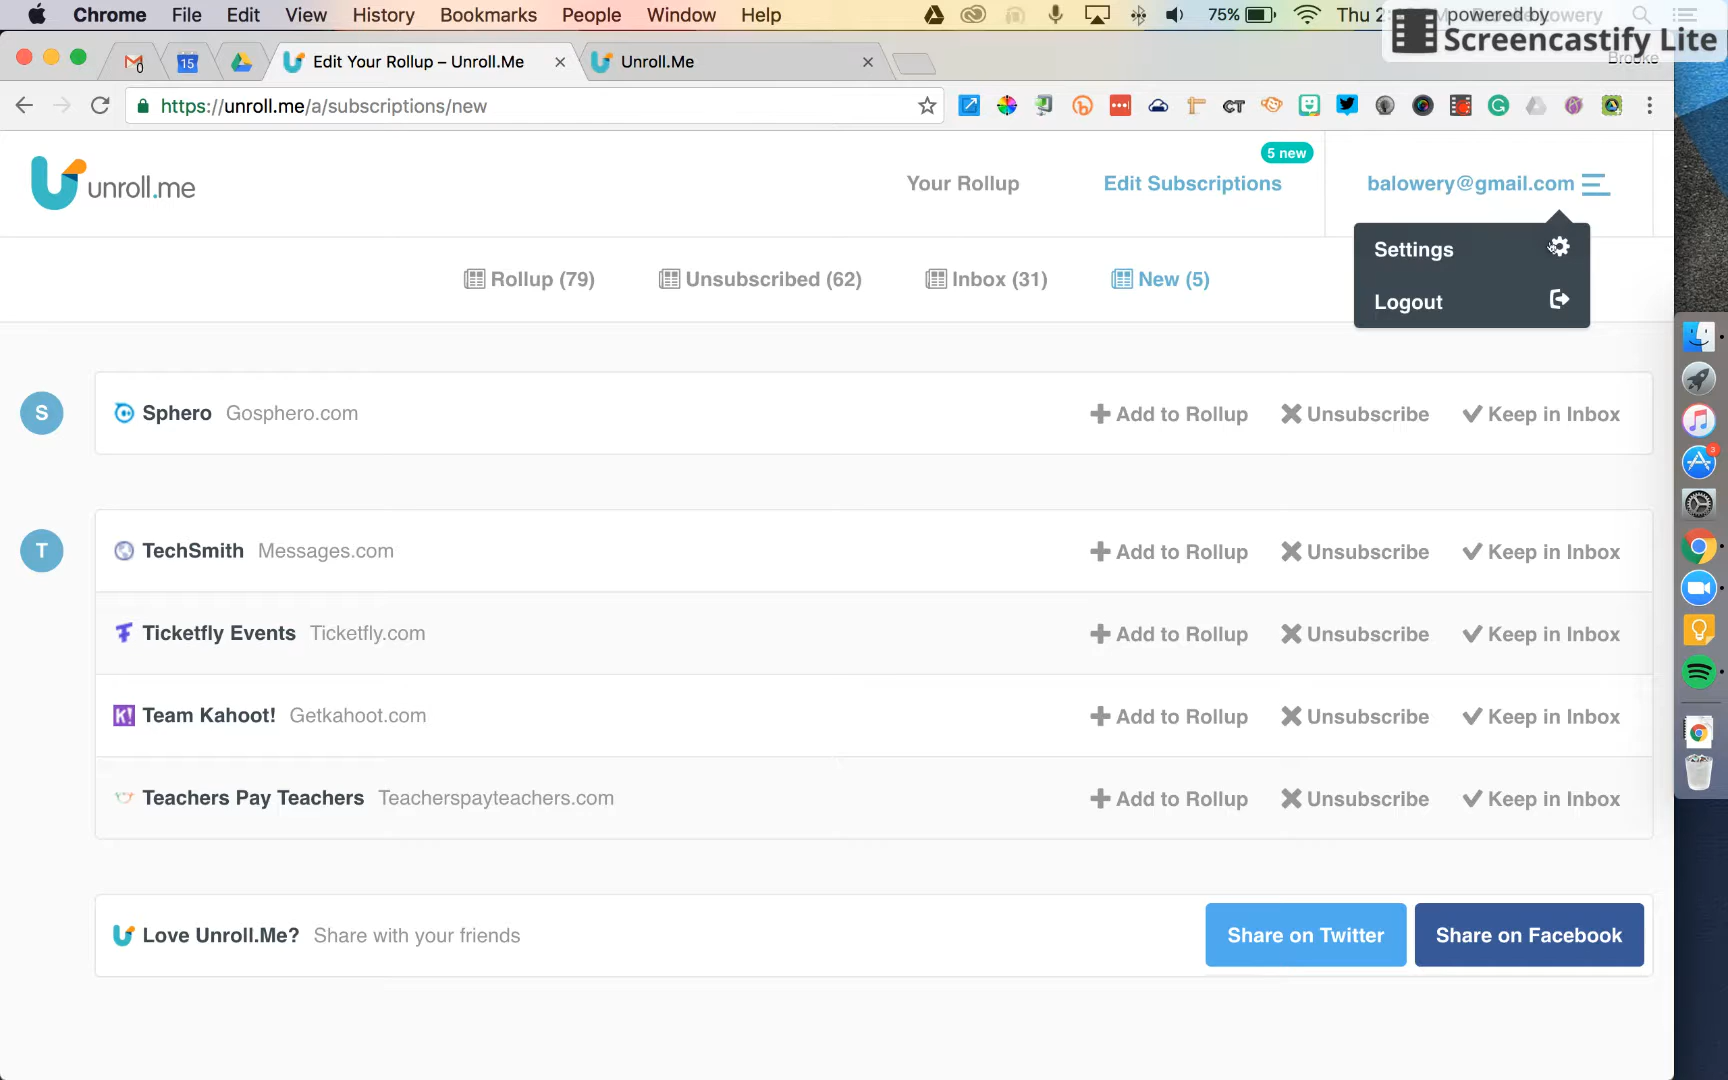 Chrome File Edit View History Bookmarks People Window Help 75% Thu 2
powered by
Screencastify Lite
Edit Your Rollup – Unroll.Me
Unroll.Me
Brooke
https://unroll.me/a/subscriptions/new
unroll.me
Your Rollup
Edit Subscriptions
5 new
balowery@gmail.com
Settings
Logout
Rollup (79)
Unsubscribed (62)
Inbox (31)
New (5)
S
Sphero Gosphero.com Add to Rollup Unsubscribe Keep in Inbox
T
TechSmith Messages.com Add to Rollup Unsubscribe Keep in Inbox
Ticketfly Events Ticketfly.com Add to Rollup Unsubscribe Keep in Inbox
Team Kahoot! Getkahoot.com Add to Rollup Unsubscribe Keep in Inbox
Teachers Pay Teachers Teacherspayteachers.com Add to Rollup Unsubscribe Keep in Inbox
Love Unroll.Me? Share with your friends
Share on Twitter
Share on Facebook